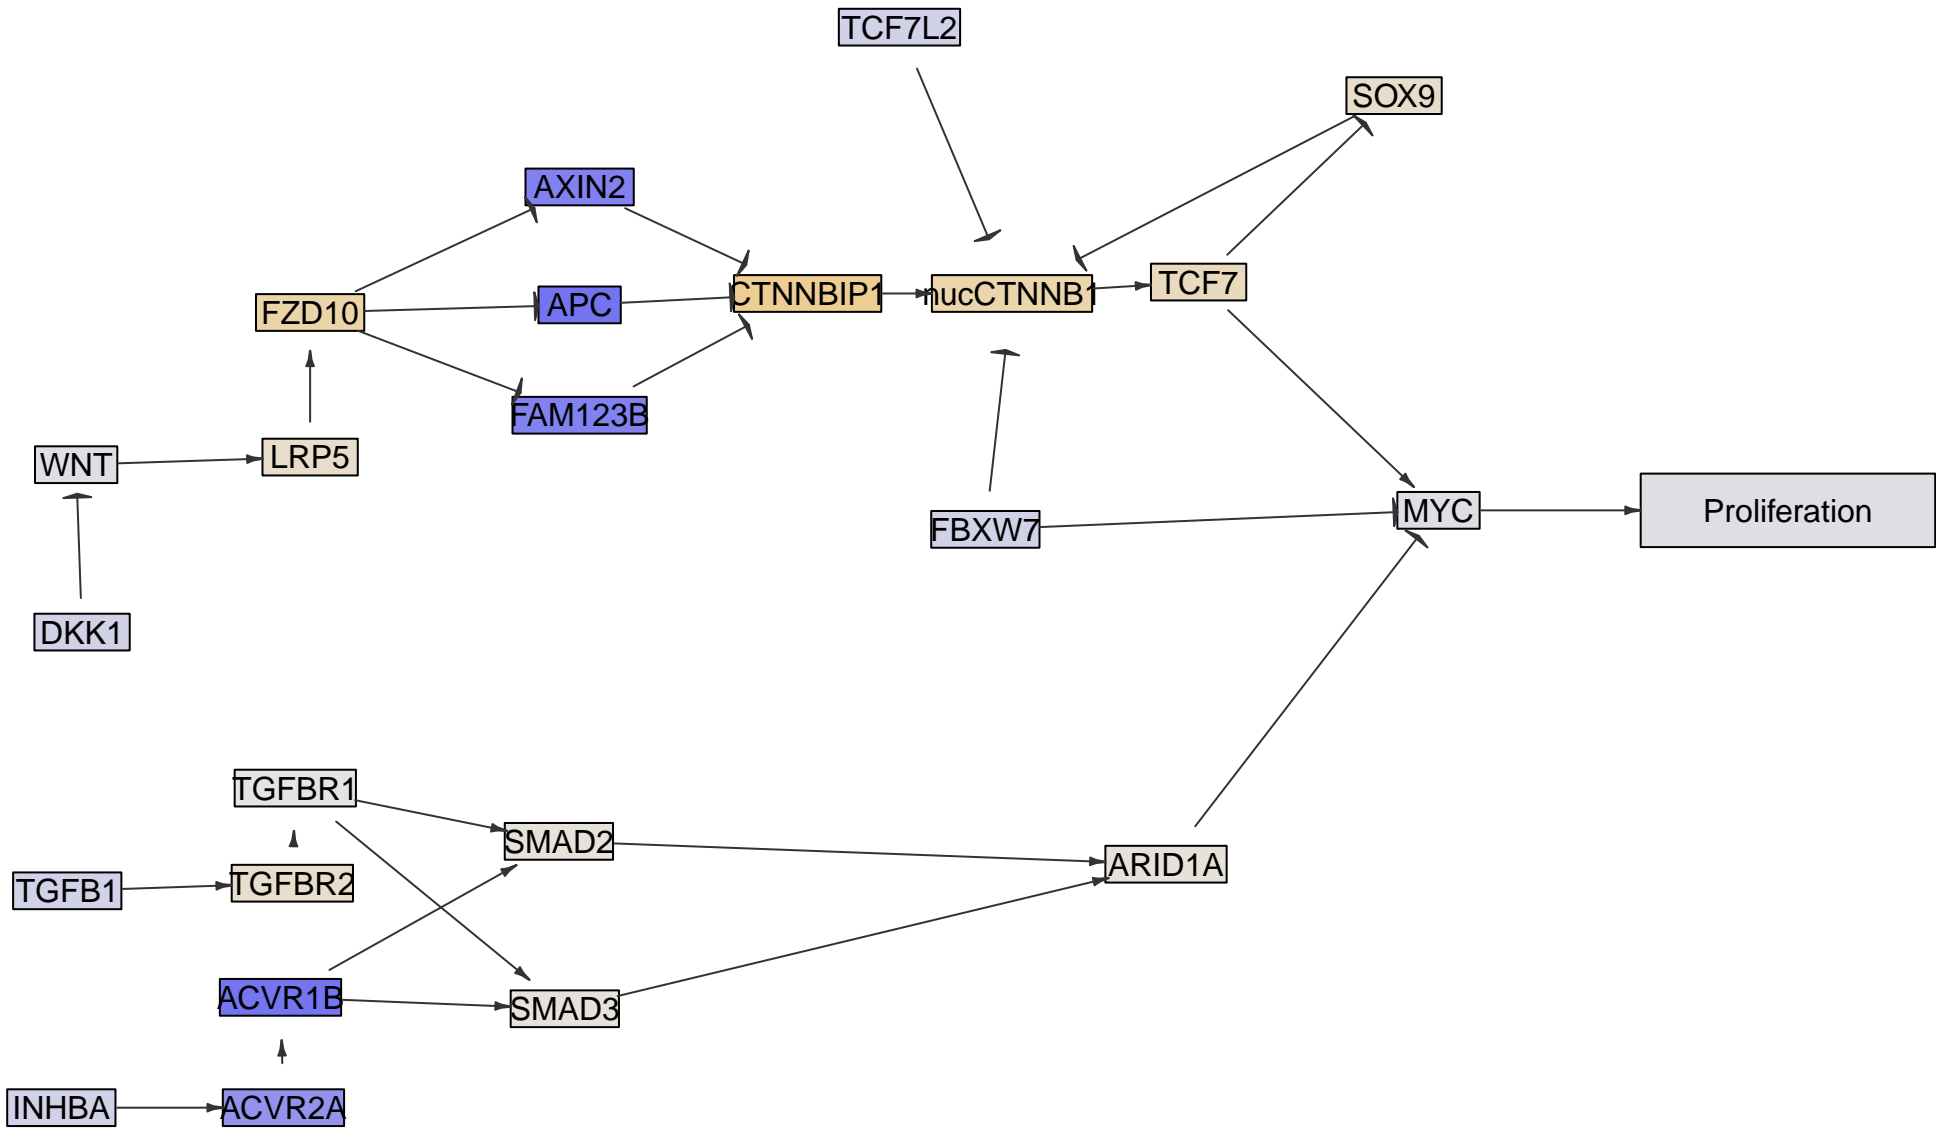 TCF7L2
SOX9
AXIN2
TCF7
CTNNBIP1
nucCTNNB1
APC
FZD10
FAM123B
LRP5
WNT
MYC
Proliferation
FBXW7
DKK1
TGFBR1
SMAD2
ARID1A
TGFBR2
TGFB1
ACVR1B
SMAD3
INHBA
ACVR2A